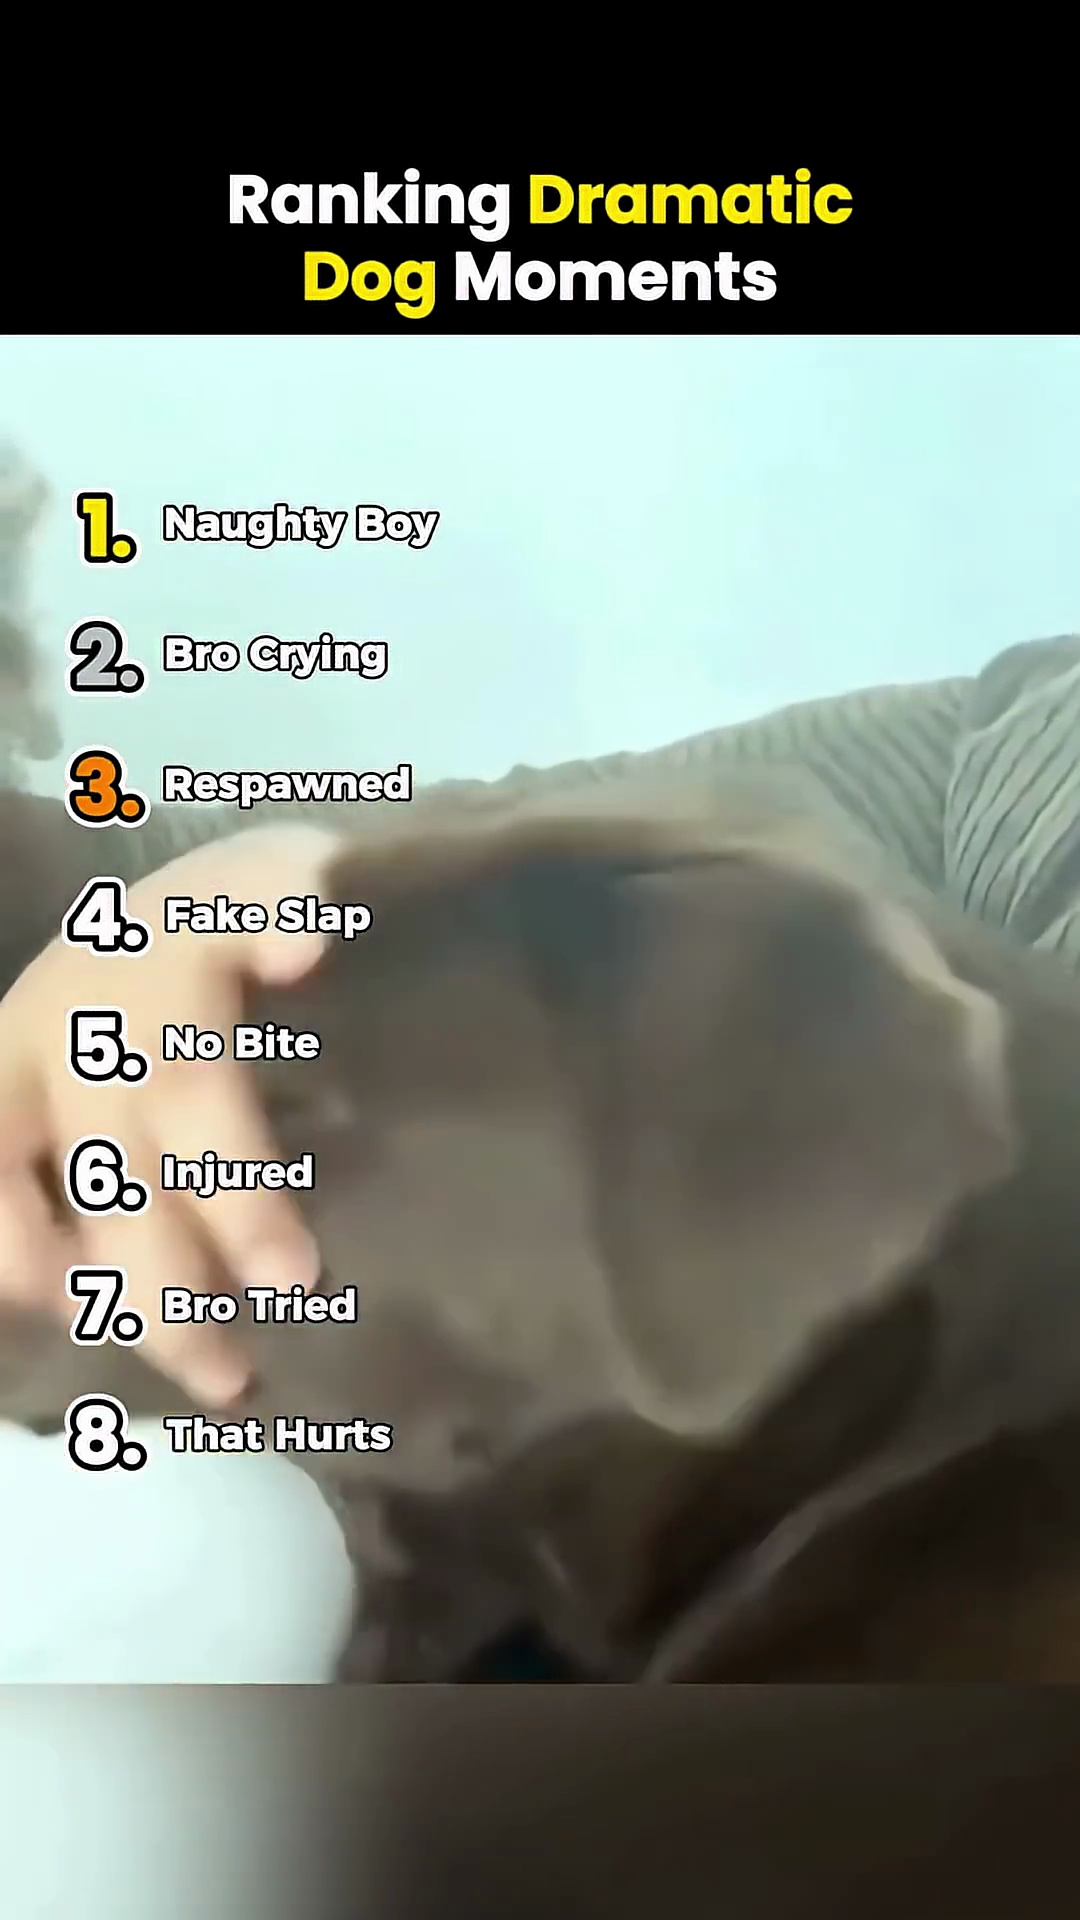 Ranking Dramatic
Dog Moments
1. Naughty Boy
2. Bro Crying
3. Respawned
4. Fake Slap
5. No Bite
6. Injured
7. Bro Tried
8. That Hurts